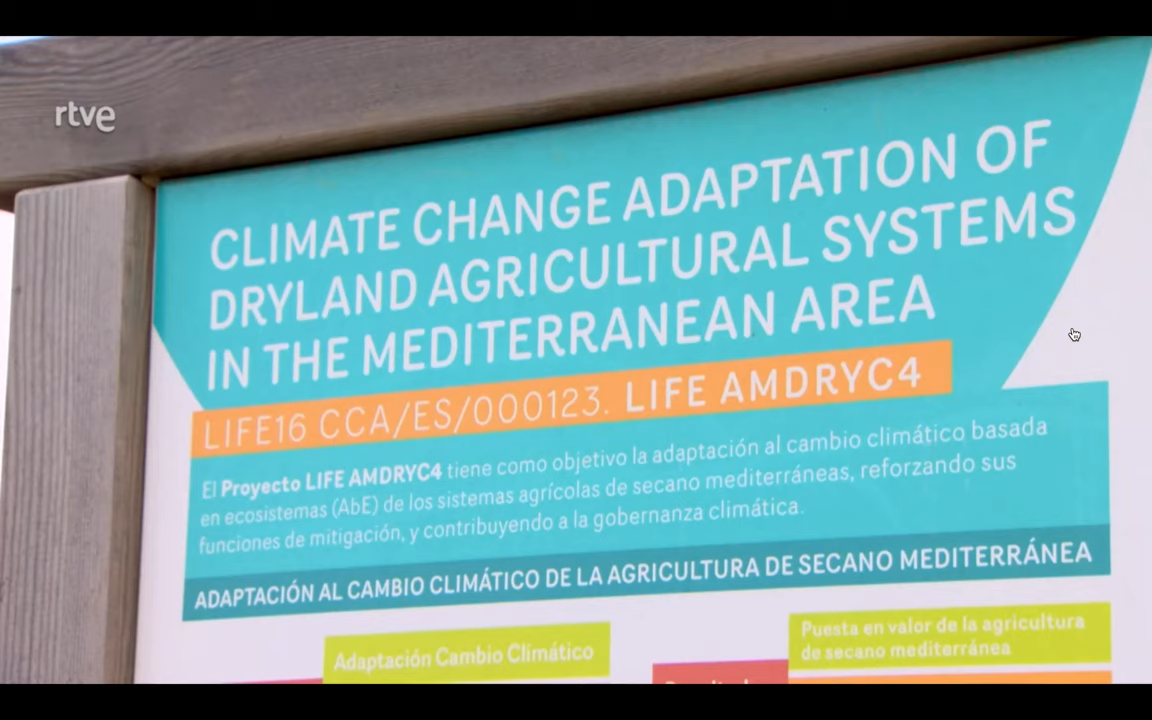 rtve
CLIMATE CHANGE ADAPTATION OF
DRYLAND AGRICULTURAL SYSTEMS
IN THE MEDITERRANEAN AREA
LIFE16 CCA/ES/000123. LIFE AMDRYC4
El Proyecto LIFE AMDRYC4 tiene como objetivo la adaptación al cambio climático basada
en ecosistemas (AbE) de los sistemas agrícolas de secano mediterráneas, reforzando sus
funciones de mitigación, y contribuyendo a la gobernanza climática.
ADAPTACIÓN AL CAMBIO CLIMÁTICO DE LA AGRICULTURA DE SECANO MEDITERRÁNEA
Adaptación Cambio Climático
Puesta en valor de la agricultura
de secano mediterránea